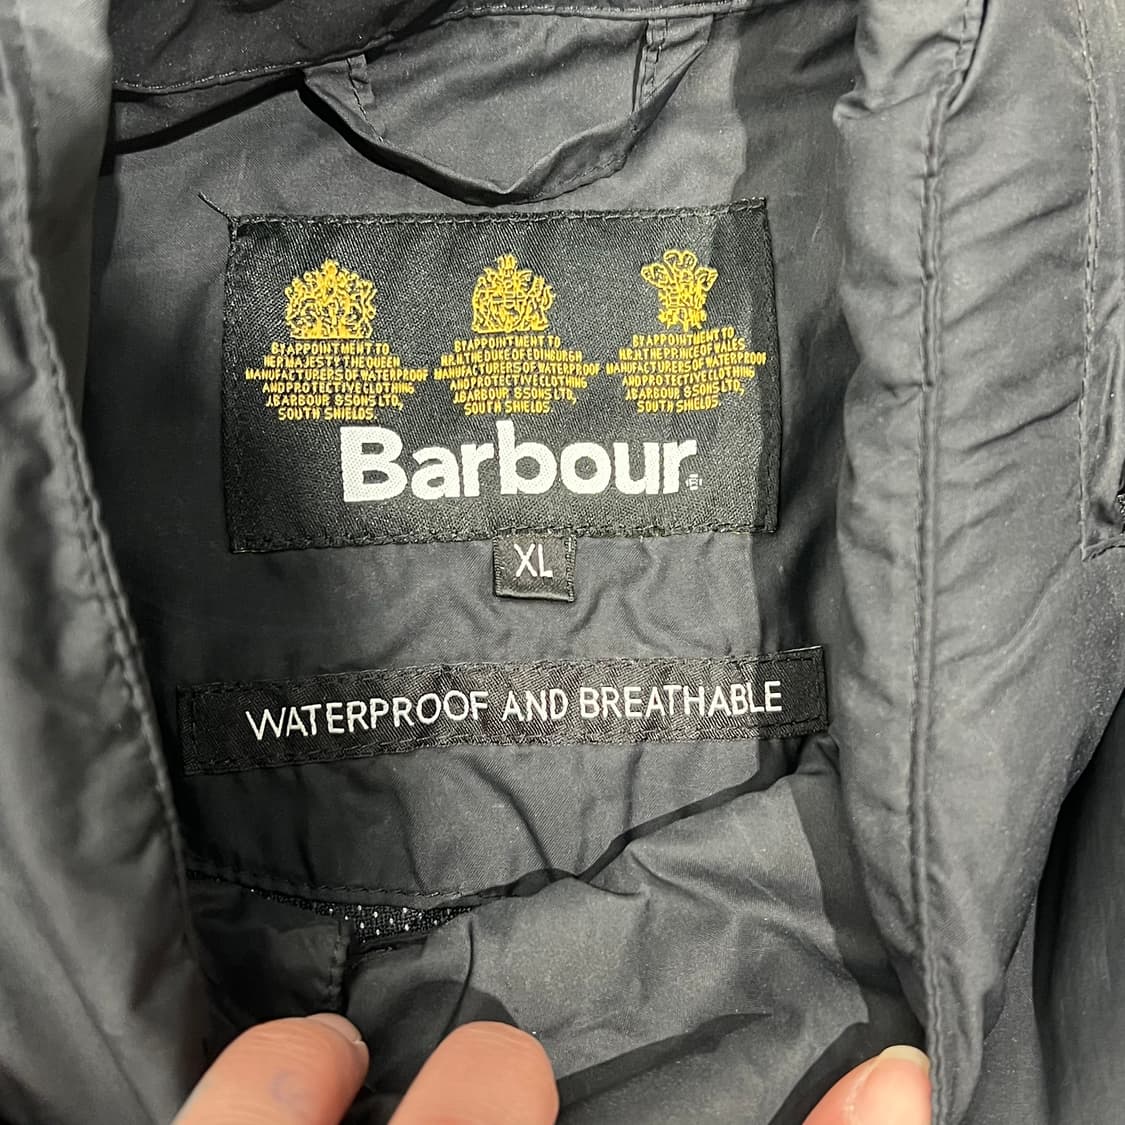 BY APPOINTMENT TO
HER MAJESTY THE QUEEN
MANUFACTURERS OF WATERPROOF
AND PROTECTIVE CLOTHING
J.BARBOUR & SONS LTD,
SOUTH SHIELDS.
BY APPOINTMENT TO
H.R.H. THE DUKE OF EDINBURGH
MANUFACTURERS OF WATERPROOF
AND PROTECTIVE CLOTHING
J.BARBOUR & SONS LTD,
SOUTH SHIELDS.
BY APPOINTMENT TO
H.R.H. THE PRINCE OF WALES
MANUFACTURERS OF WATERPROOF
AND PROTECTIVE CLOTHING
J.BARBOUR & SONS LTD,
SOUTH SHIELDS.
Barbour
XL
WATERPROOF AND BREATHABLE